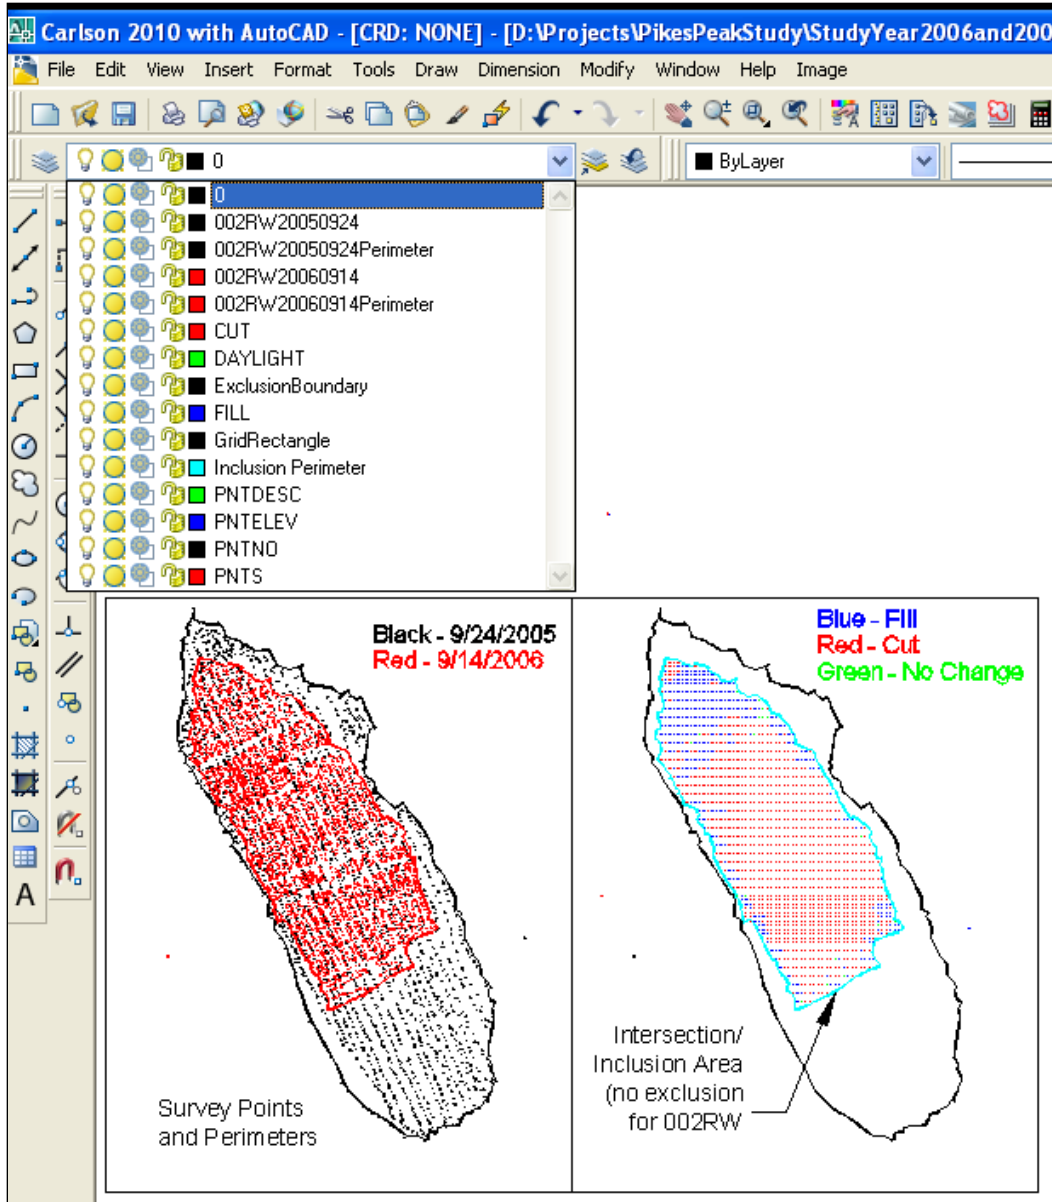 Carlson 2010 with AutoCAD - [CRD: NONE] - [D:\Projects\PikesPeakStudy\StudyYear2006and200
File Edit View Insert Format Tools Draw Dimension Modify Window Help Image
0 ByLayer
0
002RW20050924
002RW20050924Perimeter
002RW20060914
002RW20060914Perimeter
CUT
DAYLIGHT
ExclusionBoundary
FILL
GridRectangle
Inclusion Perimeter
PNTDESC
PNTELEV
PNTNO
PNTS
A
Black - 9/24/2005
Red - 9/14/2006
Survey Points
and Perimeters
Blue - Fill
Red - Cut
Green - No Change
Intersection/
Inclusion Area
(no exclusion
for 002RW